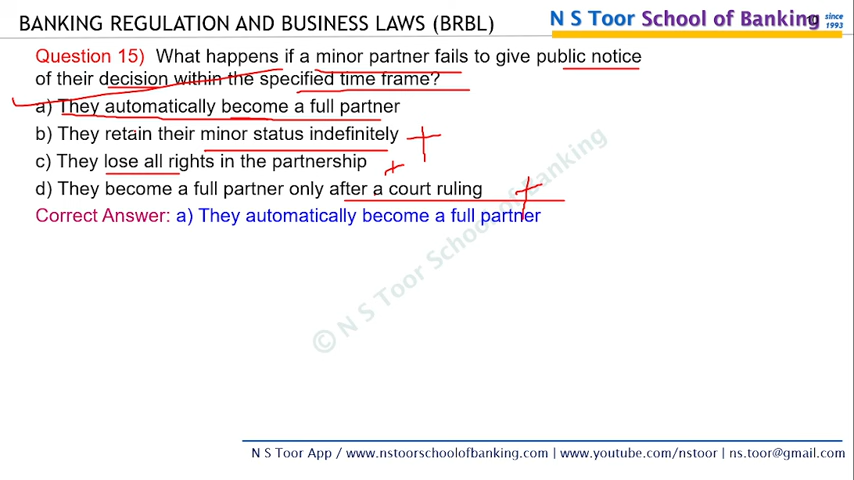 BANKING REGULATION AND BUSINESS LAWS (BRBL)
N S Toor School of Banking since 1993
Question 15) What happens if a minor partner fails to give public notice
of their decision within the specified time frame?
a) They automatically become a full partner
b) They retain their minor status indefinitely
c) They lose all rights in the partnership
d) They become a full partner only after a court ruling
Correct Answer: a) They automatically become a full partner
© N S Toor School of Banking
N S Toor App / www.nstoorschoolofbanking.com | www.youtube.com/nstoor | ns.toor@gmail.com